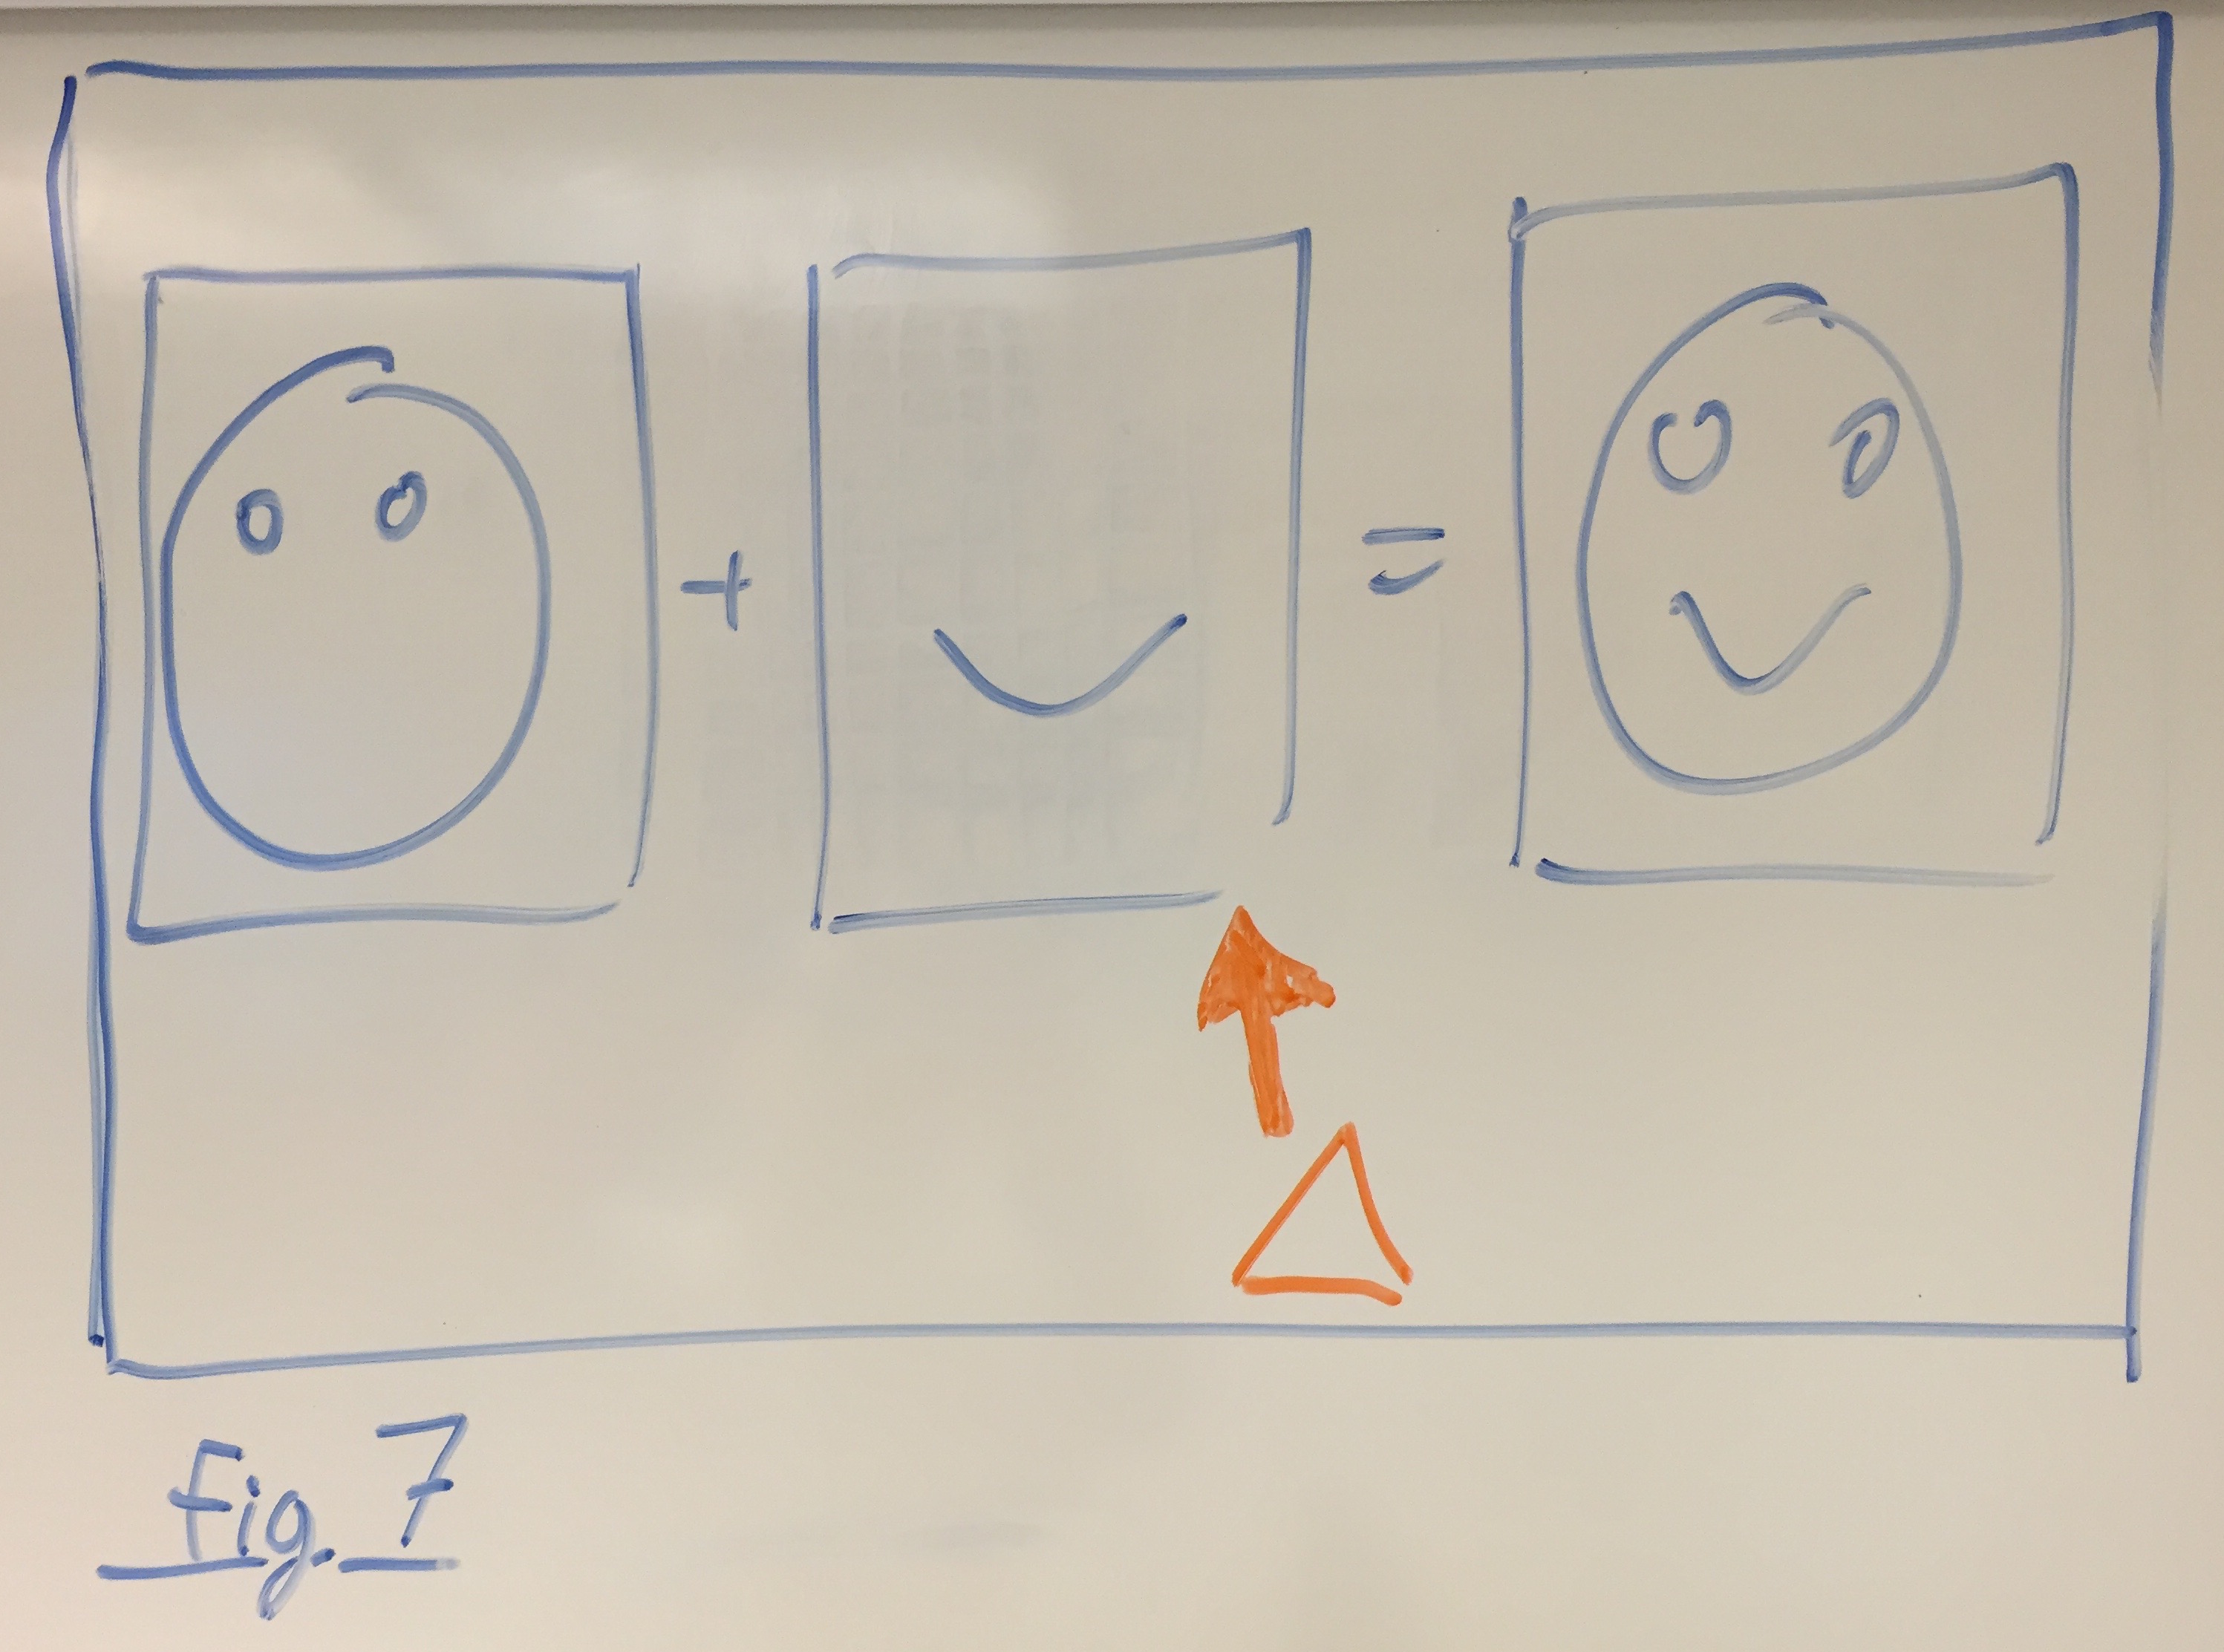 + =
Δ
Fig. 7